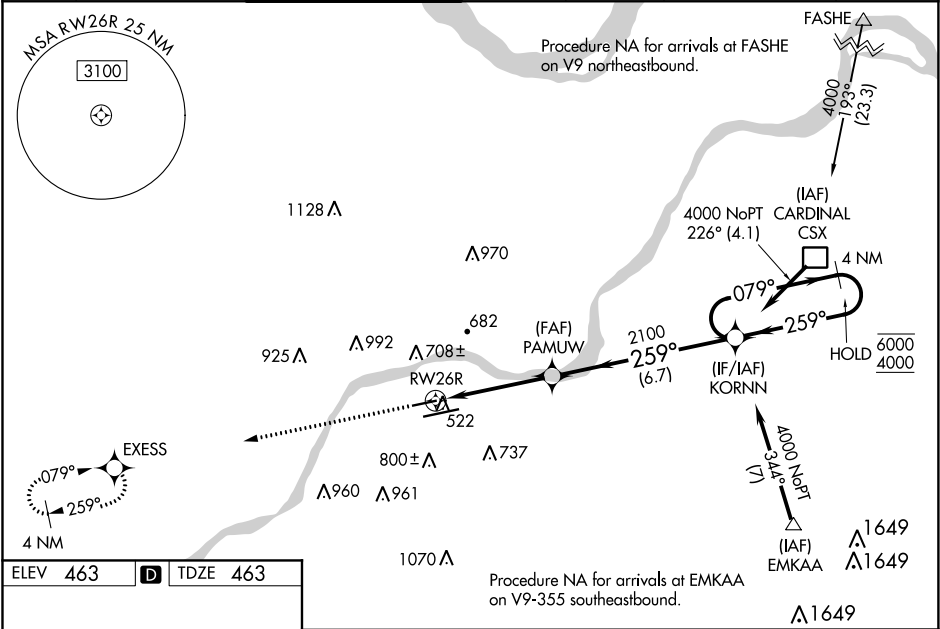 MSA RW26R 25 NM
3100
Procedure NA for arrivals at FASHE
on V9 northeastbound.
FASHE
4000
193°
(23.3)
(IAF)
CARDINAL
CSX
4000 NoPT
226° (4.1)
4 NM
1128
970
079°
259°
HOLD
6000
4000
682
(FAF)
PAMUW
2100
259°
(6.7)
(IF/IAF)
KORNN
925
992
708±
RW26R
522
EXESS
079°
259°
4 NM
800±
737
960
961
4000 NoPT
344°
(7)
(IAF)
EMKAA
1649
1649
1070
Procedure NA for arrivals at EMKAA
on V9-355 southeastbound.
1649
ELEV 463 D TDZE 463